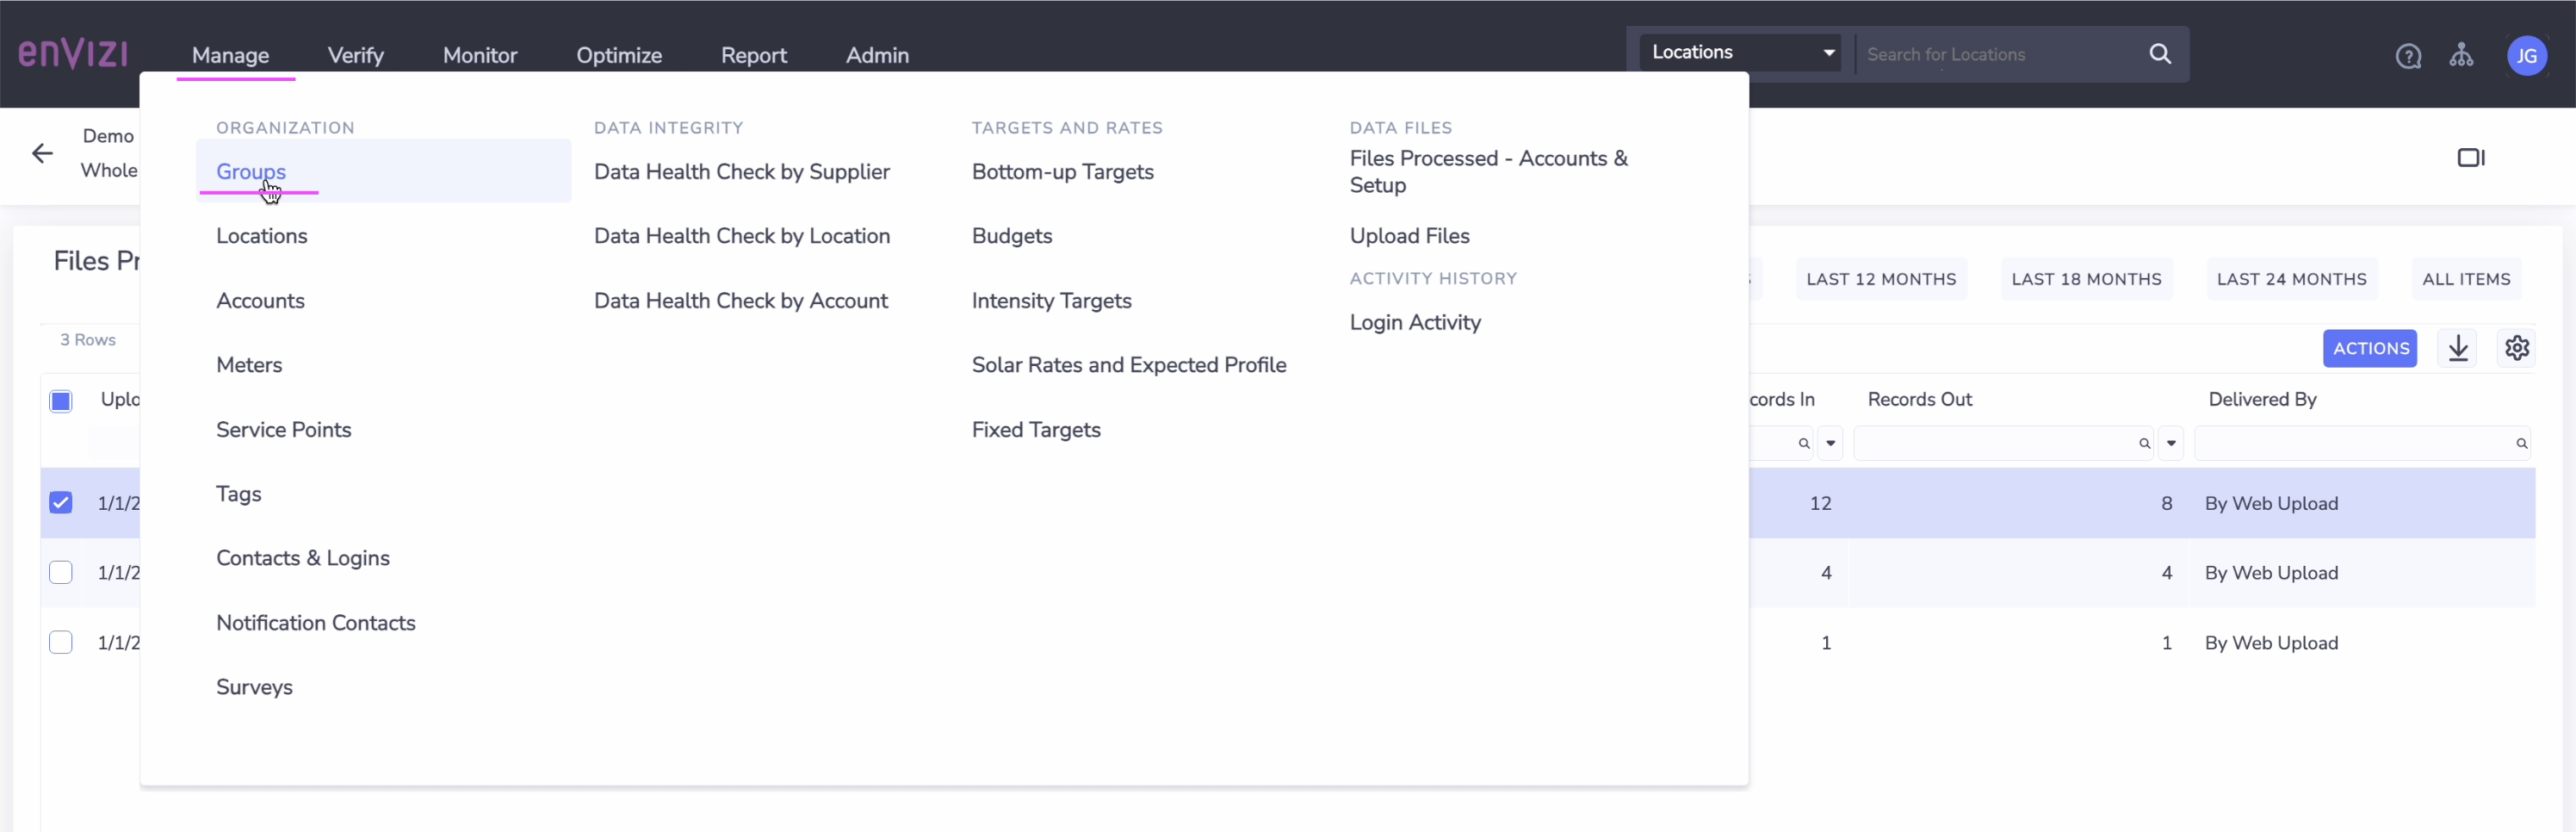 enVIZI
Manage Verify Monitor Optimize Report Admin
Locations Search for Locations JG
Demo
Whole
ORGANIZATION DATA INTEGRITY TARGETS AND RATES DATA FILES
Groups Data Health Check by Supplier Bottom-up Targets Files Processed - Accounts &
Setup
Locations Data Health Check by Location Budgets Upload Files
ACTIVITY HISTORY
Accounts Data Health Check by Account Intensity Targets Login Activity
Meters Solar Rates and Expected Profile
Service Points Fixed Targets
Tags
Contacts & Logins
Notification Contacts
Surveys
Files Pr
LAST 12 MONTHS LAST 18 MONTHS LAST 24 MONTHS ALL ITEMS
3 Rows ACTIONS
Uplo cords In Records Out Delivered By
1/1/2 12 8 By Web Upload
1/1/2 4 4 By Web Upload
1/1/2 1 1 By Web Upload